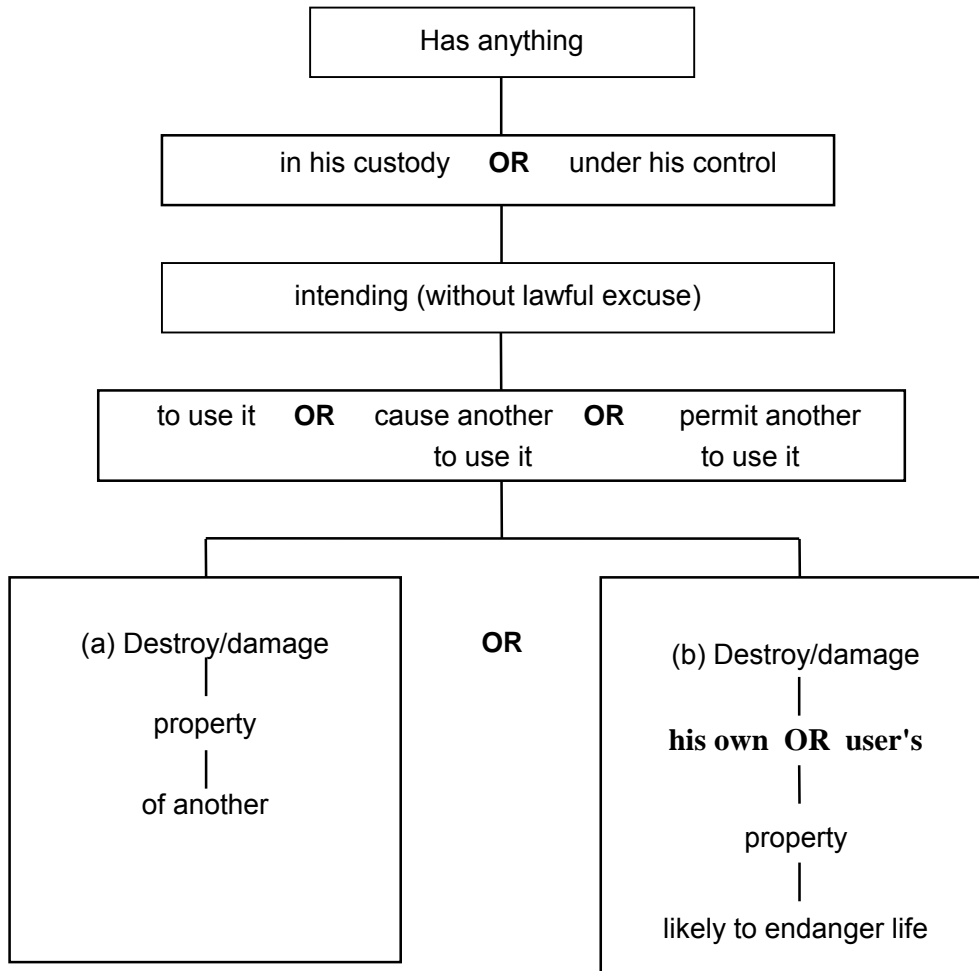 Has anything
in his custody OR under his control
intending (without lawful excuse)
to use it OR cause another OR permit another
to use it to use it
(a) Destroy/damage
property
of another
OR
(b) Destroy/damage
his own OR user's
property
likely to endanger life